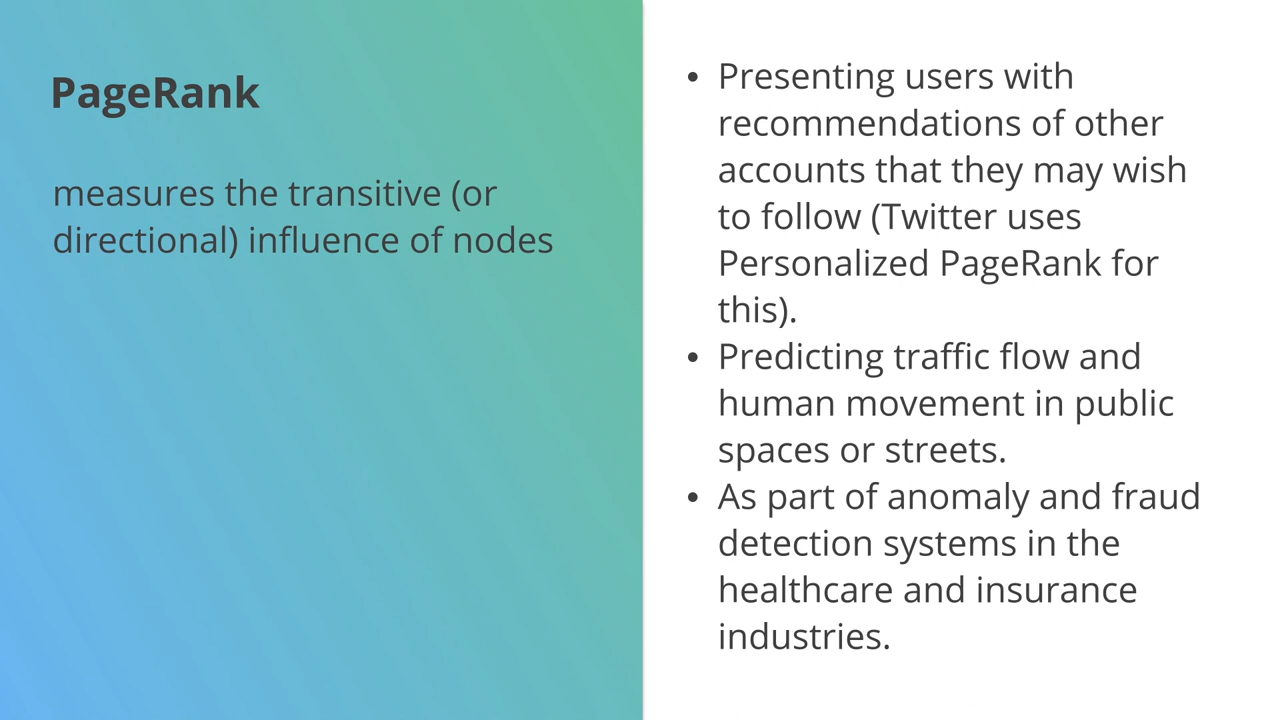 PageRank
measures the transitive (or
directional) influence of nodes
• Presenting users with
recommendations of other
accounts that they may wish
to follow (Twitter uses
Personalized PageRank for
this).
• Predicting traffic flow and
human movement in public
spaces or streets.
• As part of anomaly and fraud
detection systems in the
healthcare and insurance
industries.